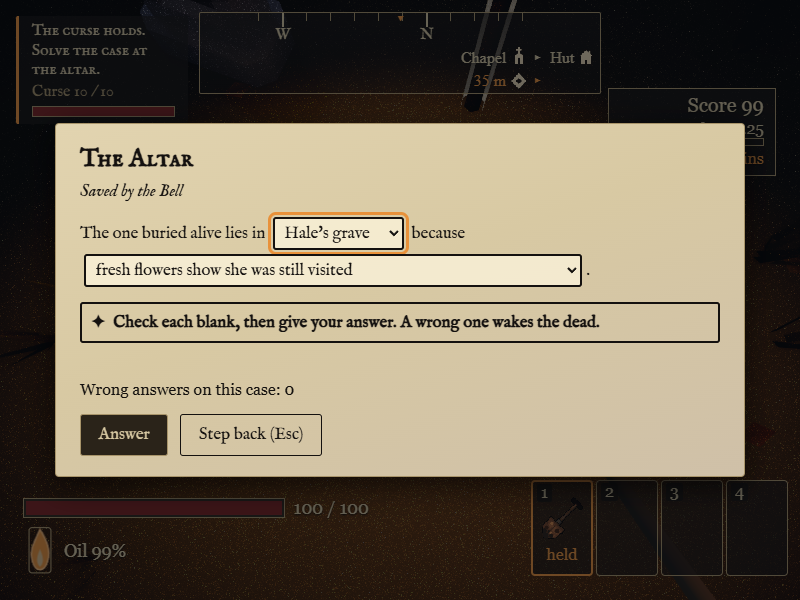 The curse holds.
Solve the case at
the altar.
Curse 10 / 10
W
N
Chapel ▸ Hut
35 m ▸
Score 99
25
ins
The Altar
Saved by the Bell
The one buried alive lies in Hale's grave because
fresh flowers show she was still visited .
✦ Check each blank, then give your answer. A wrong one wakes the dead.
Wrong answers on this case: 0
Answer Step back (Esc)
100 / 100
Oil 99%
1 2 3 4
held